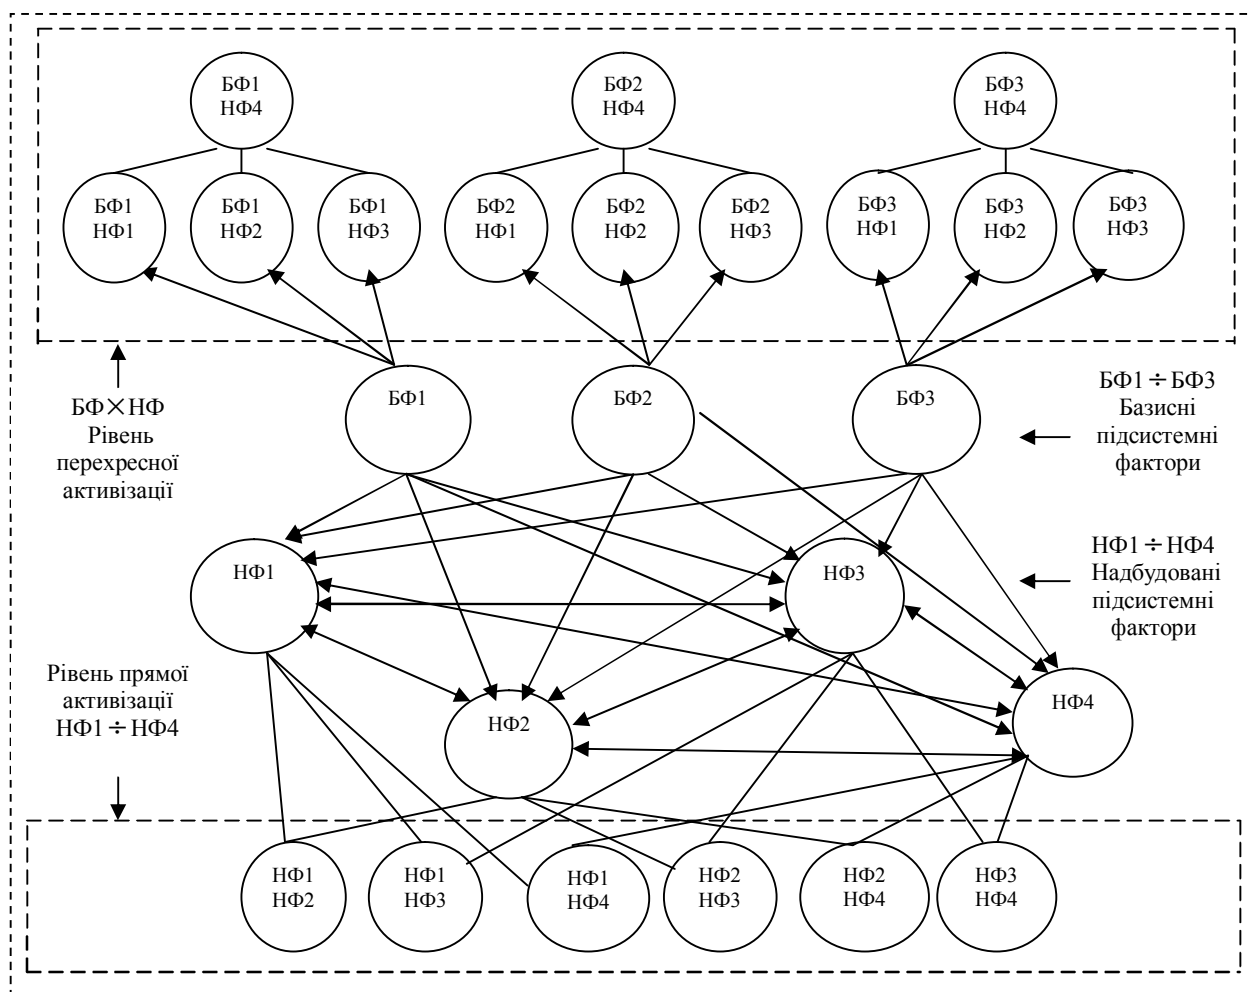 БФ1
НФ4
БФ2
НФ4
БФ3
НФ4
БФ1
НФ1
БФ1
НФ2
БФ1
НФ3
БФ2
НФ1
БФ2
НФ2
БФ2
НФ3
БФ3
НФ1
БФ3
НФ2
БФ3
НФ3
БФ×НФ
Рівень
перехресної
активізації
БФ1
БФ2
БФ3
БФ1÷БФ3
Базисні
підсистемні
фактори
НФ1
НФ3
НФ1÷НФ4
Надбудовані
підсистемні
фактори
Рівень прямої
активізації
НФ1÷НФ4
НФ2
НФ4
НФ1
НФ2
НФ1
НФ3
НФ1
НФ4
НФ2
НФ3
НФ2
НФ4
НФ3
НФ4